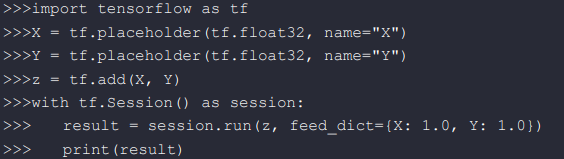 >>>import tensorflow as tf
>>>X = tf.placeholder(tf.float32, name="X")
>>>Y = tf.placeholder(tf.float32, name="Y")
>>>z = tf.add(X, Y)
>>>with tf.Session() as session:
>>>   result = session.run(z, feed_dict={X: 1.0, Y: 1.0})
>>>   print(result)